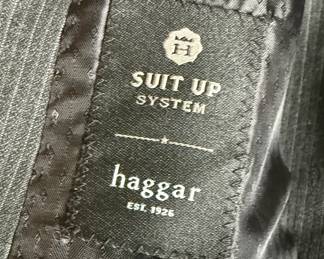 H
SUIT UP
SYSTEM
haggar
EST. 1926